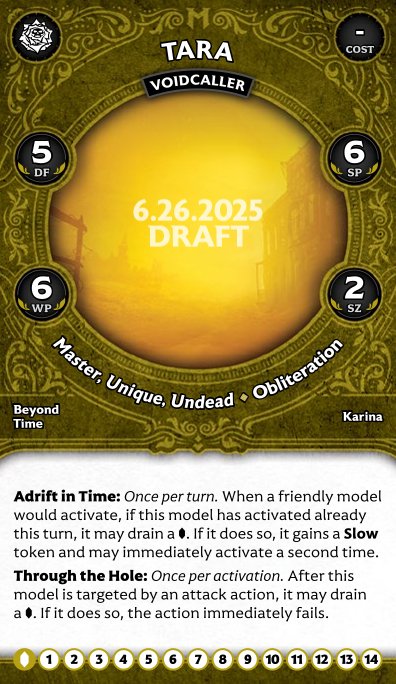 TARA
VOIDCALLER
-
COST
5
DF
6
SP
6.26.2025
DRAFT
6
WP
2
SZ
Master, Unique, Undead ⬥ Obliteration
Beyond
Time
Karina
Adrift in Time: Once per turn. When a friendly model
would activate, if this model has activated already
this turn, it may drain a ⬮. If it does so, it gains a Slow
token and may immediately activate a second time.
Through the Hole: Once per activation. After this
model is targeted by an attack action, it may drain
a ⬮. If it does so, the action immediately fails.
1 2 3 4 5 6 7 8 9 10 11 12 13 14